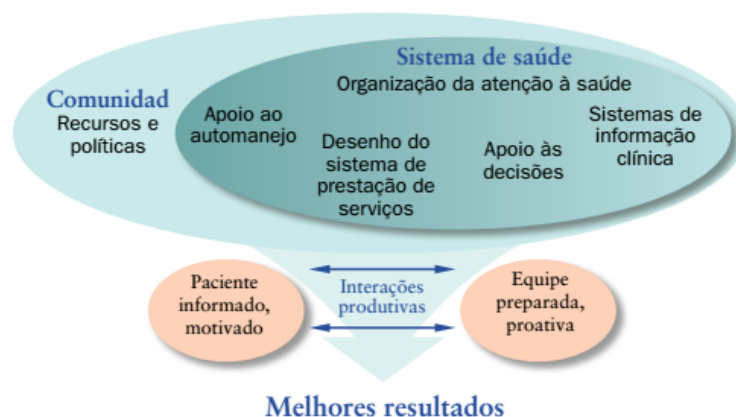 Sistema de saúde
Organização da atenção à saúde
Comunidad
Recursos e
políticas
Apoio ao
automanejo
Desenho do
sistema de
prestação de
serviços
Apoio às
decisões
Sistemas de
informação
clínica
Paciente
informado,
motivado
Interações
produtivas
Equipe
preparada,
proativa
Melhores resultados